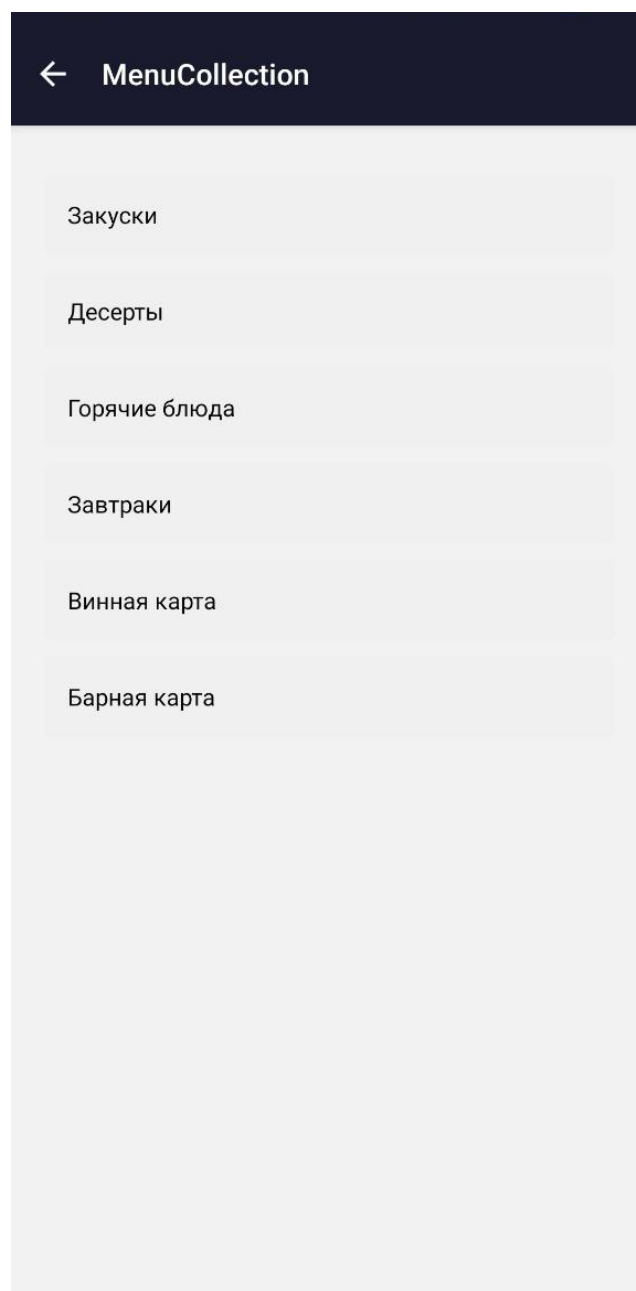 MenuCollection
Закуски
Десерты
Горячие блюда
Завтраки
Винная карта
Барная карта